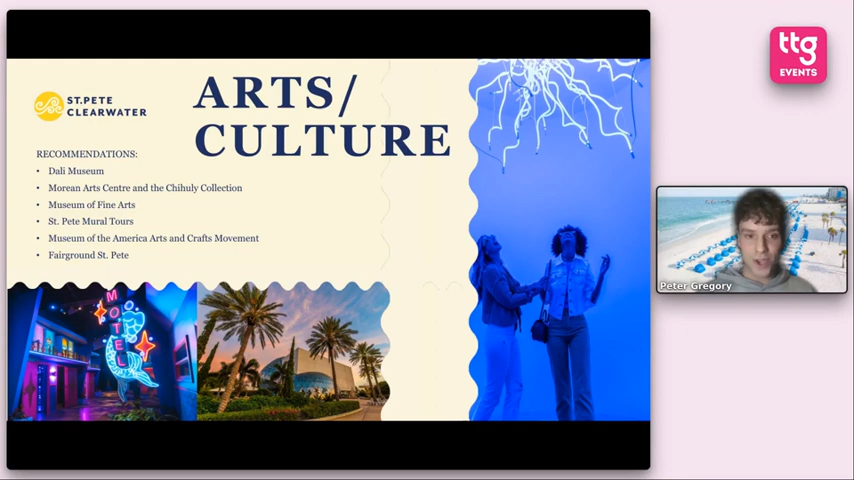 ttg
EVENTS
ST.PETE
CLEARWATER
ARTS/
CULTURE
RECOMMENDATIONS:
• Dali Museum
• Morean Arts Centre and the Chihuly Collection
• Museum of Fine Arts
• St. Pete Mural Tours
• Museum of the America Arts and Crafts Movement
• Fairground St. Pete
MOTEL
Peter Gregory